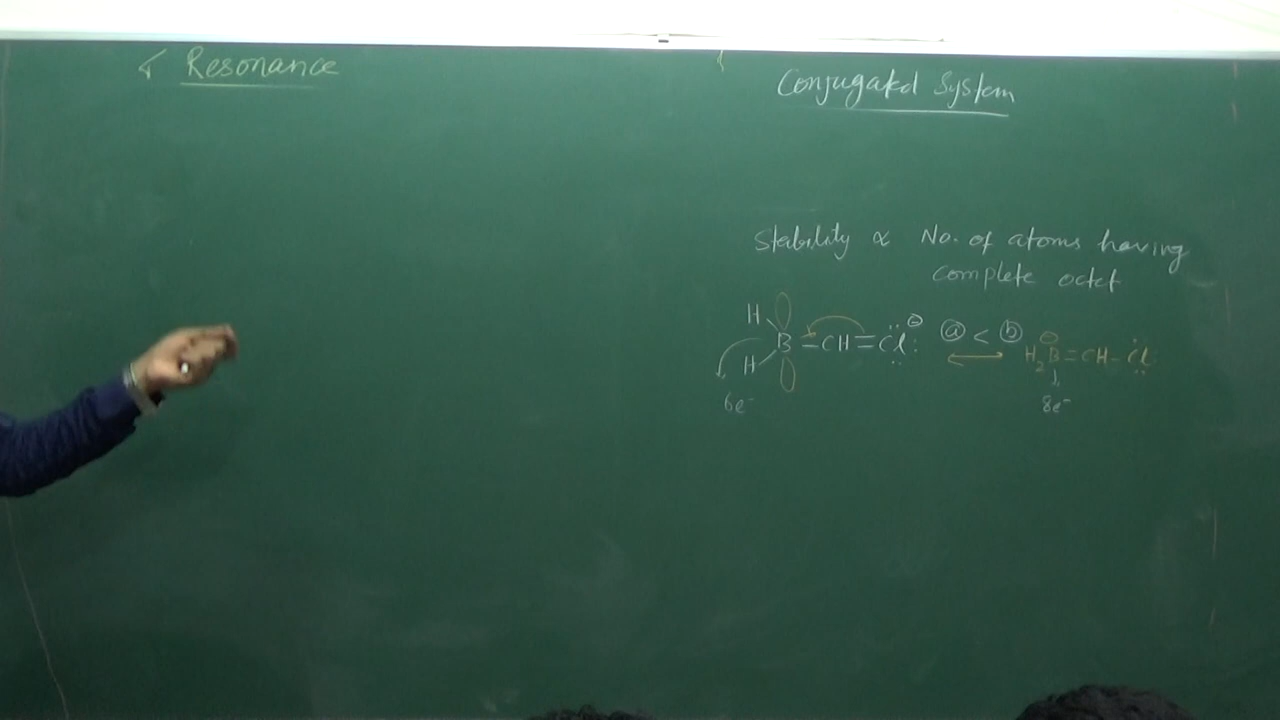 Resonance
Conjugated System
Stability ∝ No. of atoms having
complete octet
H
B = CH = Cl: ⊖ ⓐ < ⓑ
H
⟷ H₂B⊖ = CH - Cl:
6e⁻ 8e⁻